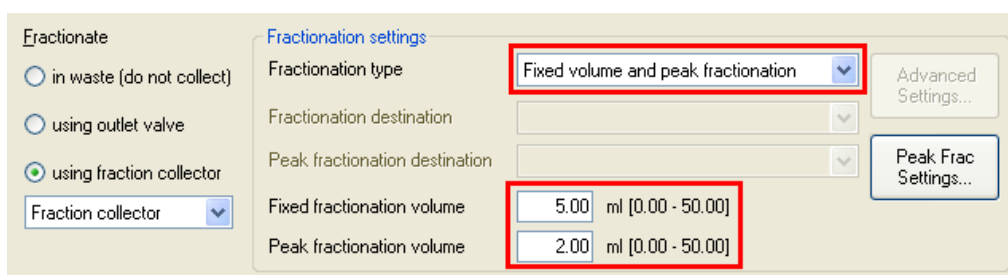 Fractionate
in waste (do not collect)
using outlet valve
using fraction collector
Fraction collector
Fractionation settings
Fractionation type
Fixed volume and peak fractionation
Fractionation destination
Peak fractionation destination
Fixed fractionation volume
5.00 ml [0.00 - 50.00]
Peak fractionation volume
2.00 ml [0.00 - 50.00]
Advanced
Settings...
Peak Frac
Settings...